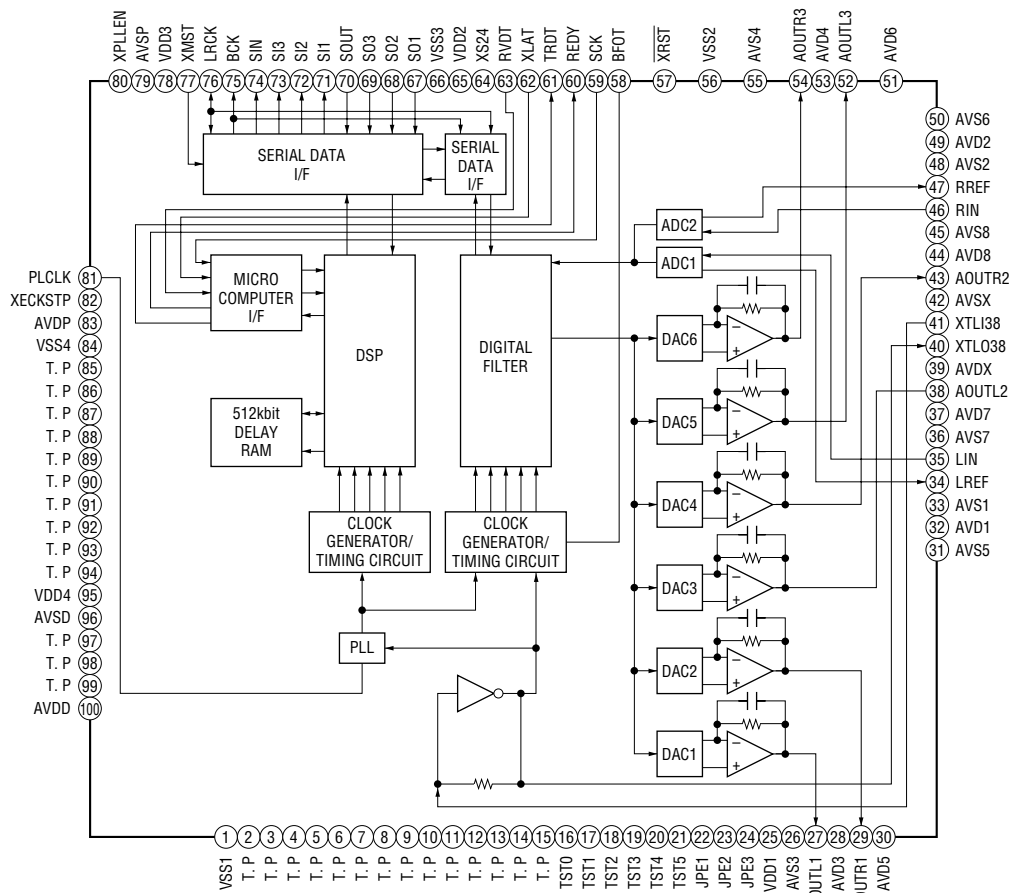 XPLLEN
AVSP
VDD3
XMST
LRCK
BCK
SIN
SI3
SI2
SI1
SOUT
SO3
SO2
SO1
VSS3
VDD2
XS24
RVDT
XLAT
TRDT
REDY
SCK
BFOT
XRST
VSS2
AVS4
AOUTR3
AVD4
AOUTL3
AVD6
80 79 78 77 76 75 74 73 72 71 70 69 68 67 66 65 64 63 62 61 60 59 58 57 56 55 54 53 52 51
50 AVS6
49 AVD2
48 AVS2
47 RREF
46 RIN
45 AVS8
44 AVD8
43 AOUTR2
42 AVSX
41 XTLI38
40 XTLO38
39 AVDX
38 AOUTL2
37 AVD7
36 AVS7
35 LIN
34 LREF
33 AVS1
32 AVD1
31 AVS5
PLCLK 81
XECKSTP 82
AVDP 83
VSS4 84
T. P 85
T. P 86
T. P 87
T. P 88
T. P 89
T. P 90
T. P 91
T. P 92
T. P 93
T. P 94
VDD4 95
AVSD 96
T. P 97
T. P 98
T. P 99
AVDD 100
SERIAL DATA
I/F
SERIAL
DATA
I/F
MICRO
COMPUTER
I/F
DSP
DIGITAL
FILTER
512kbit
DELAY
RAM
CLOCK
GENERATOR/
TIMING CIRCUIT
CLOCK
GENERATOR/
TIMING CIRCUIT
PLL
ADC2
ADC1
DAC6
−
+
DAC5
−
+
DAC4
−
+
DAC3
−
+
DAC2
−
+
DAC1
−
+
1 2 3 4 5 6 7 8 9 10 11 12 13 14 15 16 17 18 19 20 21 22 23 24 25 26 27 28 29 30
VSS1
T. P
T. P
T. P
T. P
T. P
T. P
T. P
T. P
T. P
T. P
T. P
T. P
T. P
T. P
TST0
TST1
TST2
TST3
TST4
TST5
JPE1
JPE2
JPE3
VDD1
AVS3
OUTL1
AVD3
OUTR1
AVD5